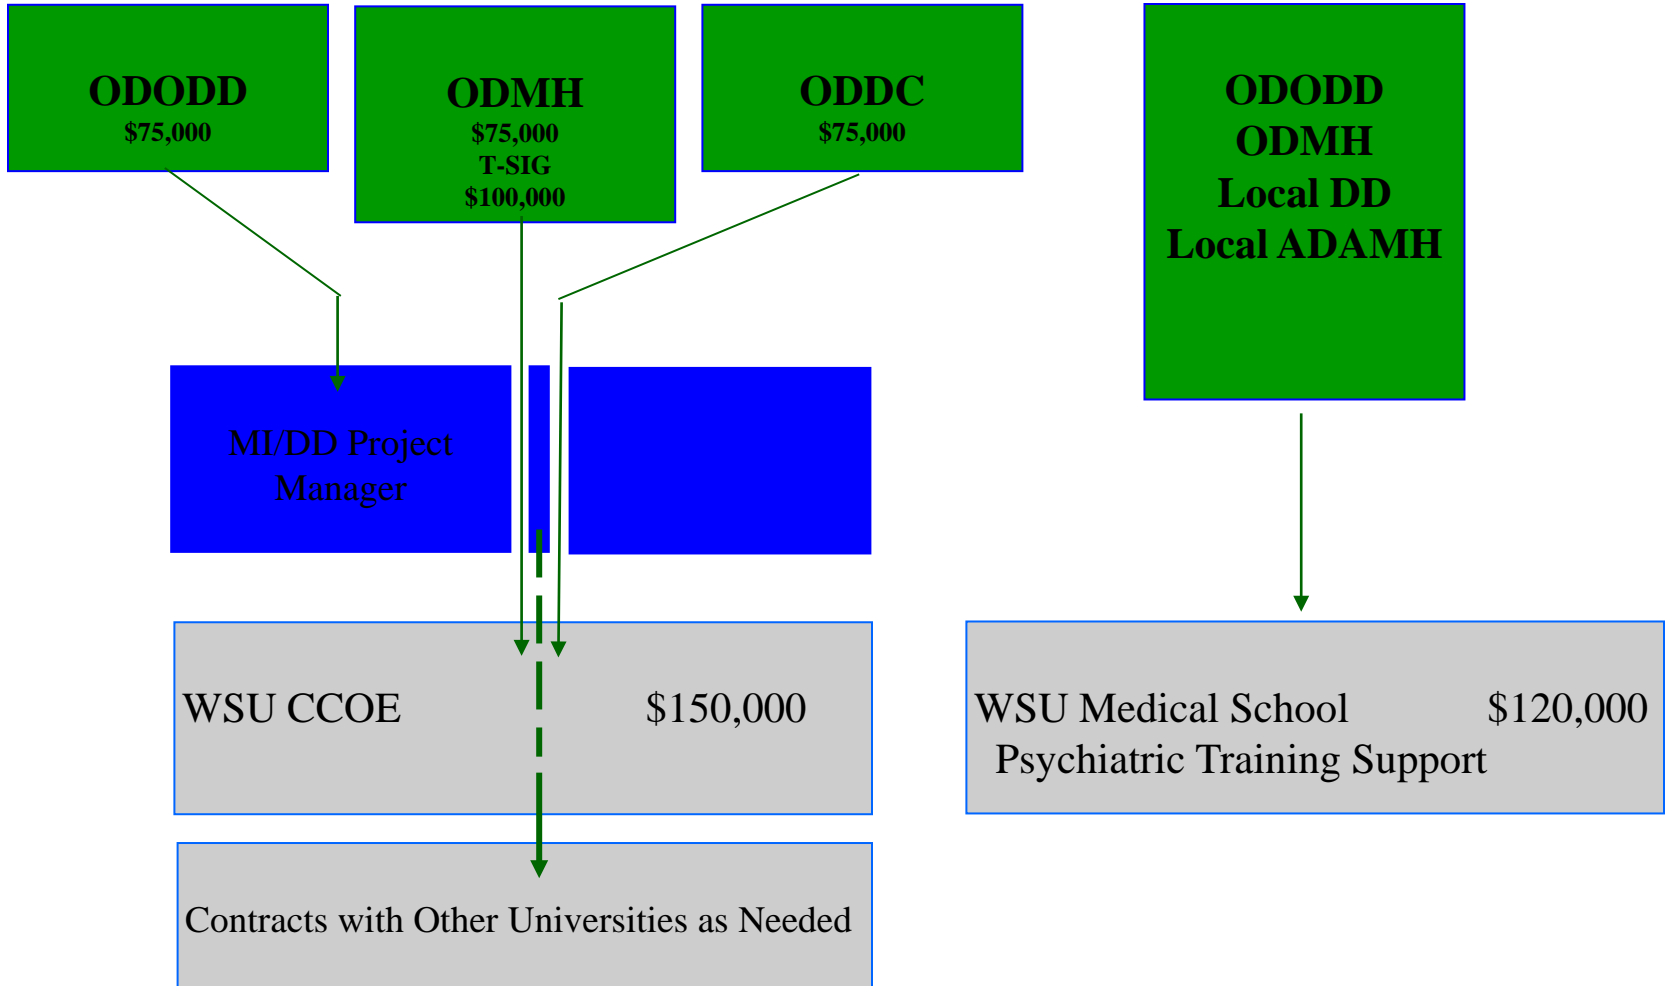 ODODD
$75,000
ODMH
$75,000
T-SIG
$100,000
ODDC
$75,000
ODODD
ODMH
Local DD
Local ADAMH
MI/DD Project
Manager
WSU CCOE $150,000
WSU Medical School $120,000
Psychiatric Training Support
Contracts with Other Universities as Needed